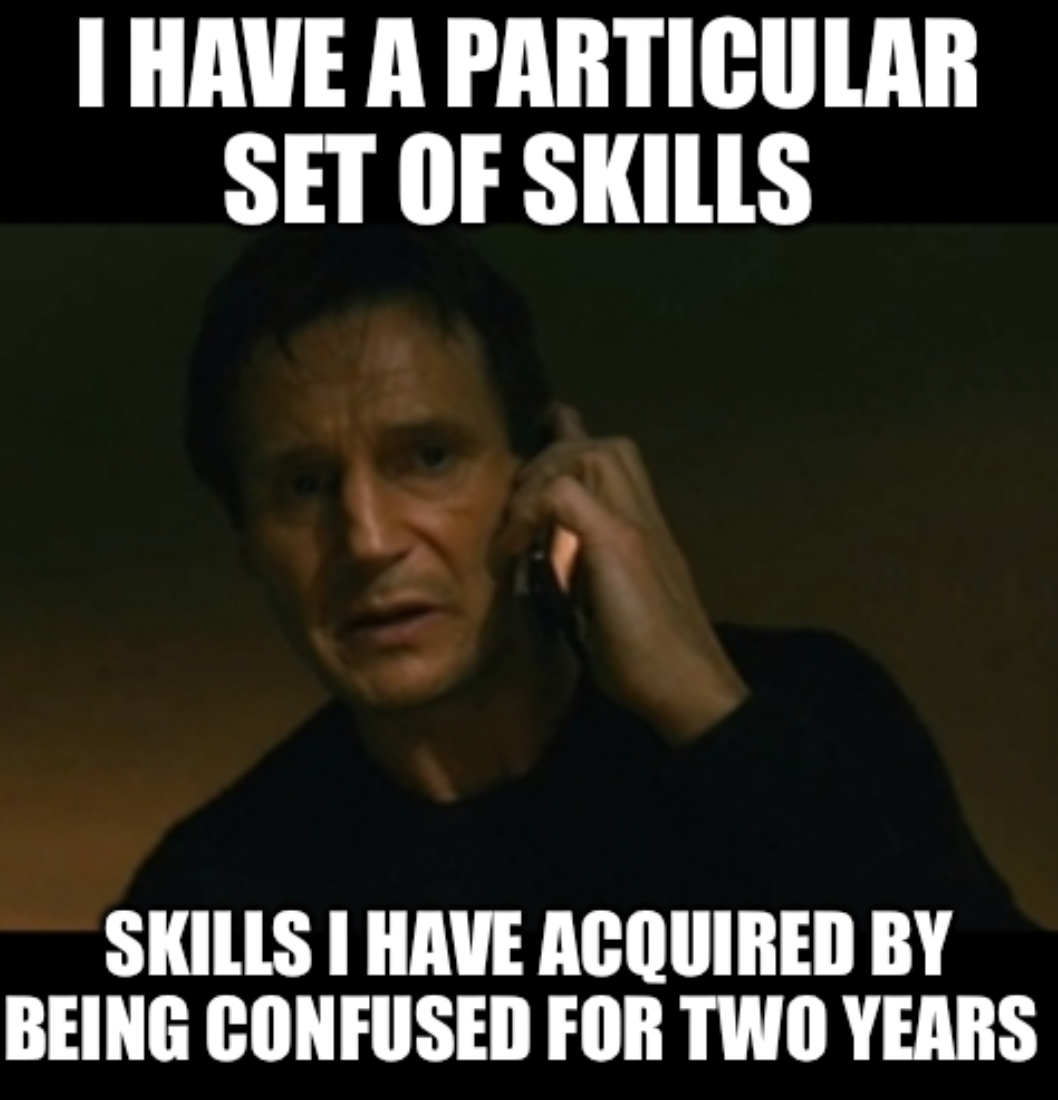 I HAVE A PARTICULAR
SET OF SKILLS
SKILLS I HAVE ACQUIRED BY
BEING CONFUSED FOR TWO YEARS